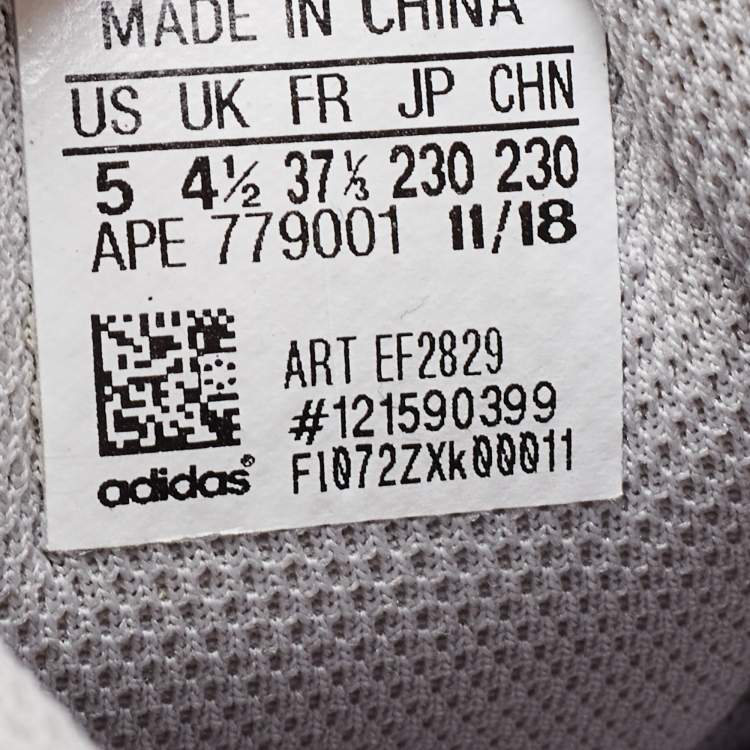 MADE IN CHINA
US UK FR JP CHN
5 4½ 37⅓ 230 230
APE 779001 11/18
ART EF2829
#121590399
FI072ZXk00011
adidas®